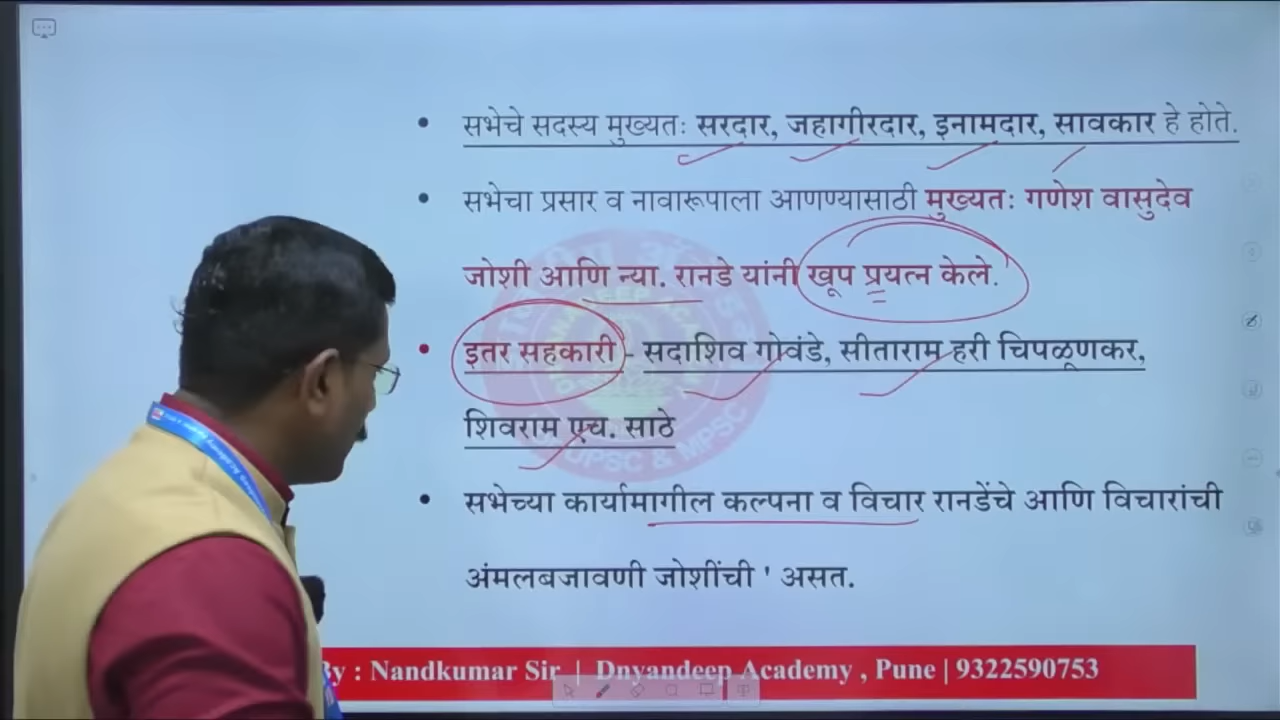 सभेचे सदस्य मुख्यतः सरदार, जहागीरदार, इनामदार, सावकार हे होते.
सभेचा प्रसार व नावारूपाला आणण्यासाठी मुख्यतः गणेश वासुदेव
जोशी आणि न्या. रानडे यांनी खूप प्रयत्न केले.
इतर सहकारी - सदाशिव गोवंडे, सीताराम हरी चिपळूणकर,
शिवराम एच. साठे
सभेच्या कार्यामागील कल्पना व विचार रानडेंचे आणि विचारांची
अंमलबजावणी जोशींची ' असत.
By : Nandkumar Sir | Dnyandeep Academy , Pune | 9322590753
UPSC & MPSC